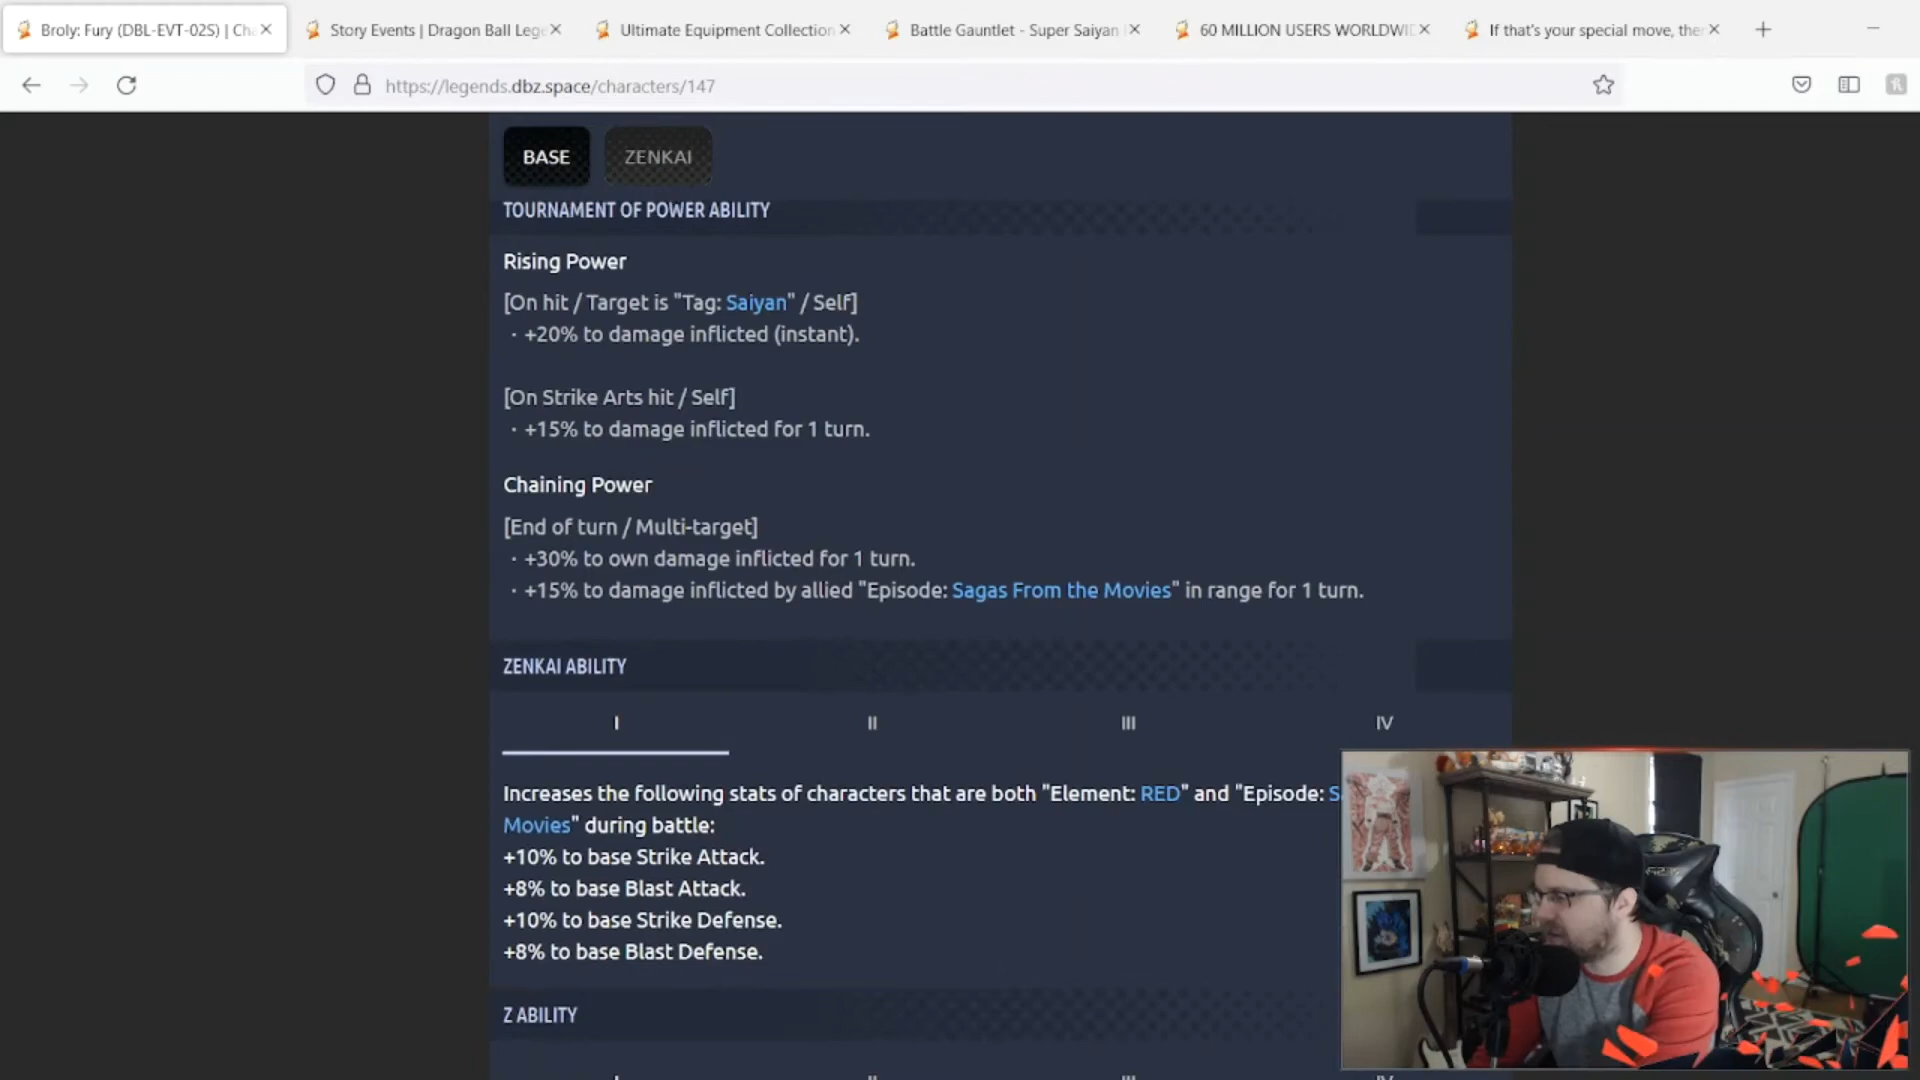 Broly: Fury (DBL-EVT-02S) | Cha
Story Events | Dragon Ball Lege
Ultimate Equipment Collection
Battle Gauntlet - Super Saiyan
60 MILLION USERS WORLDWI
If that's your special move, ther
https://legends.dbz.space/characters/147
BASE
ZENKAI
TOURNAMENT OF POWER ABILITY
Rising Power
[On hit / Target is "Tag: Saiyan" / Self]
· +20% to damage inflicted (instant).
[On Strike Arts hit / Self]
· +15% to damage inflicted for 1 turn.
Chaining Power
[End of turn / Multi-target]
· +30% to own damage inflicted for 1 turn.
· +15% to damage inflicted by allied "Episode: Sagas From the Movies" in range for 1 turn.
ZENKAI ABILITY
I II III IV
Increases the following stats of characters that are both "Element: RED" and "Episode: S
Movies" during battle:
+10% to base Strike Attack.
+8% to base Blast Attack.
+10% to base Strike Defense.
+8% to base Blast Defense.
Z ABILITY